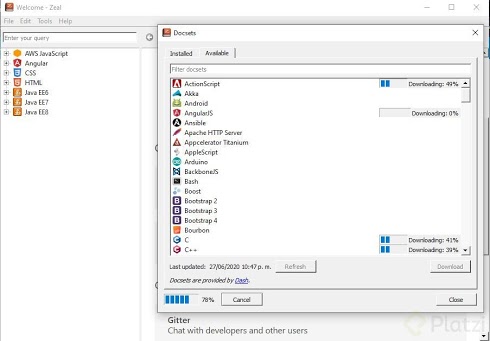 Welcome - Zeal
File Edit Tools Help
Enter your query
AWS JavaScript
Angular
CSS
HTML
Java EE6
Java EE7
Java EE8
Docsets
Installed Available
Filter docsets
ActionScript Downloading: 49%
Akka
Android
AngularJS Downloading: 0%
Ansible
Apache HTTP Server
Appcelerator Titanium
AppleScript
Arduino
BackboneJS
Bash
Boost
Bootstrap 2
Bootstrap 3
Bootstrap 4
Bourbon
C Downloading: 41%
C++ Downloading: 39%
Last updated: 27/06/2020 10:47 p. m. Refresh Download
Docsets are provided by Dash.
78% Cancel Close
Gitter
Chat with developers and other users
Platzi